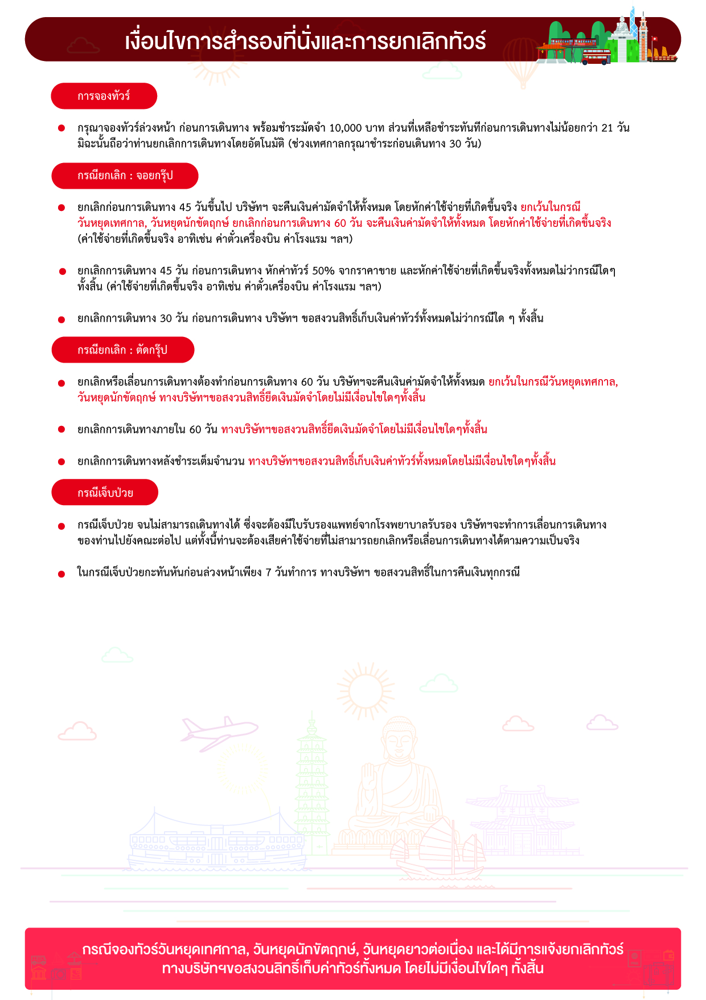 เงื่อนไขการสำรองที่นั่งและการยกเลิกทัวร์
การจองทัวร์
กรุณาจองทัวร์ล่วงหน้า ก่อนการเดินทาง พร้อมชำระมัดจำ 10,000 บาท ส่วนที่เหลือชำระทันทีก่อนการเดินทางไม่น้อยกว่า 21 วัน
มิฉะนั้นถือว่าท่านยกเลิกการเดินทางโดยอัตโนมัติ (ช่วงเทศกาลกรุณาชำระก่อนเดินทาง 30 วัน)
กรณียกเลิก : จอยกรุ๊ป
ยกเลิกก่อนการเดินทาง 45 วันขึ้นไป บริษัทฯ จะคืนเงินค่ามัดจำให้ทั้งหมด โดยหักค่าใช้จ่ายที่เกิดขึ้นจริง ยกเว้นในกรณี
วันหยุดเทศกาล, วันหยุดนักขัตฤกษ์ ยกเลิกก่อนการเดินทาง 60 วัน จะคืนเงินค่ามัดจำให้ทั้งหมด โดยหักค่าใช้จ่ายที่เกิดขึ้นจริง
(ค่าใช้จ่ายที่เกิดขึ้นจริง อาทิเช่น ค่าตั๋วเครื่องบิน ค่าโรงแรม ฯลฯ)
ยกเลิกการเดินทาง 45 วัน ก่อนการเดินทาง หักค่าทัวร์ 50% จากราคาขาย และหักค่าใช้จ่ายที่เกิดขึ้นจริงทั้งหมดไม่ว่ากรณีใดๆ
ทั้งสิ้น (ค่าใช้จ่ายที่เกิดขึ้นจริง อาทิเช่น ค่าตั๋วเครื่องบิน ค่าโรงแรม ฯลฯ)
ยกเลิกการเดินทาง 30 วัน ก่อนการเดินทาง บริษัทฯ ขอสงวนสิทธิ์เก็บเงินค่าทัวร์ทั้งหมดไม่ว่ากรณีใด ๆ ทั้งสิ้น
กรณียกเลิก : ตัดกรุ๊ป
ยกเลิกหรือเลื่อนการเดินทางต้องทำก่อนการเดินทาง 60 วัน บริษัทฯจะคืนเงินค่ามัดจำให้ทั้งหมด ยกเว้นในกรณีวันหยุดเทศกาล,
วันหยุดนักขัตฤกษ์ ทางบริษัทฯขอสงวนสิทธิ์ยึดเงินมัดจำโดยไม่มีเงื่อนไขใดๆทั้งสิ้น
ยกเลิกการเดินทางภายใน 60 วัน ทางบริษัทฯขอสงวนสิทธิ์ยึดเงินมัดจำโดยไม่มีเงื่อนไขใดๆทั้งสิ้น
ยกเลิกการเดินทางหลังชำระเต็มจำนวน ทางบริษัทฯขอสงวนสิทธิ์เก็บเงินค่าทัวร์ทั้งหมดโดยไม่มีเงื่อนไขใดๆทั้งสิ้น
กรณีเจ็บป่วย
กรณีเจ็บป่วย จนไม่สามารถเดินทางได้ ซึ่งจะต้องมีใบรับรองแพทย์จากโรงพยาบาลรับรอง บริษัทฯจะทำการเลื่อนการเดินทาง
ของท่านไปยังคณะต่อไป แต่ทั้งนี้ท่านจะต้องเสียค่าใช้จ่ายที่ไม่สามารถยกเลิกหรือเลื่อนการเดินทางได้ตามความเป็นจริง
ในกรณีเจ็บป่วยกะทันหันก่อนล่วงหน้าเพียง 7 วันทำการ ทางบริษัทฯ ขอสงวนสิทธิ์ในการคืนเงินทุกกรณี
กรณีจองทัวร์วันหยุดเทศกาล, วันหยุดนักขัตฤกษ์, วันหยุดยาวต่อเนื่อง และได้มีการแจ้งยกเลิกทัวร์
ทางบริษัทฯขอสงวนลิทธิ์เก็บค่าทัวร์ทั้งหมด โดยไม่มีเงื่อนไขใดๆ ทั้งสิ้น